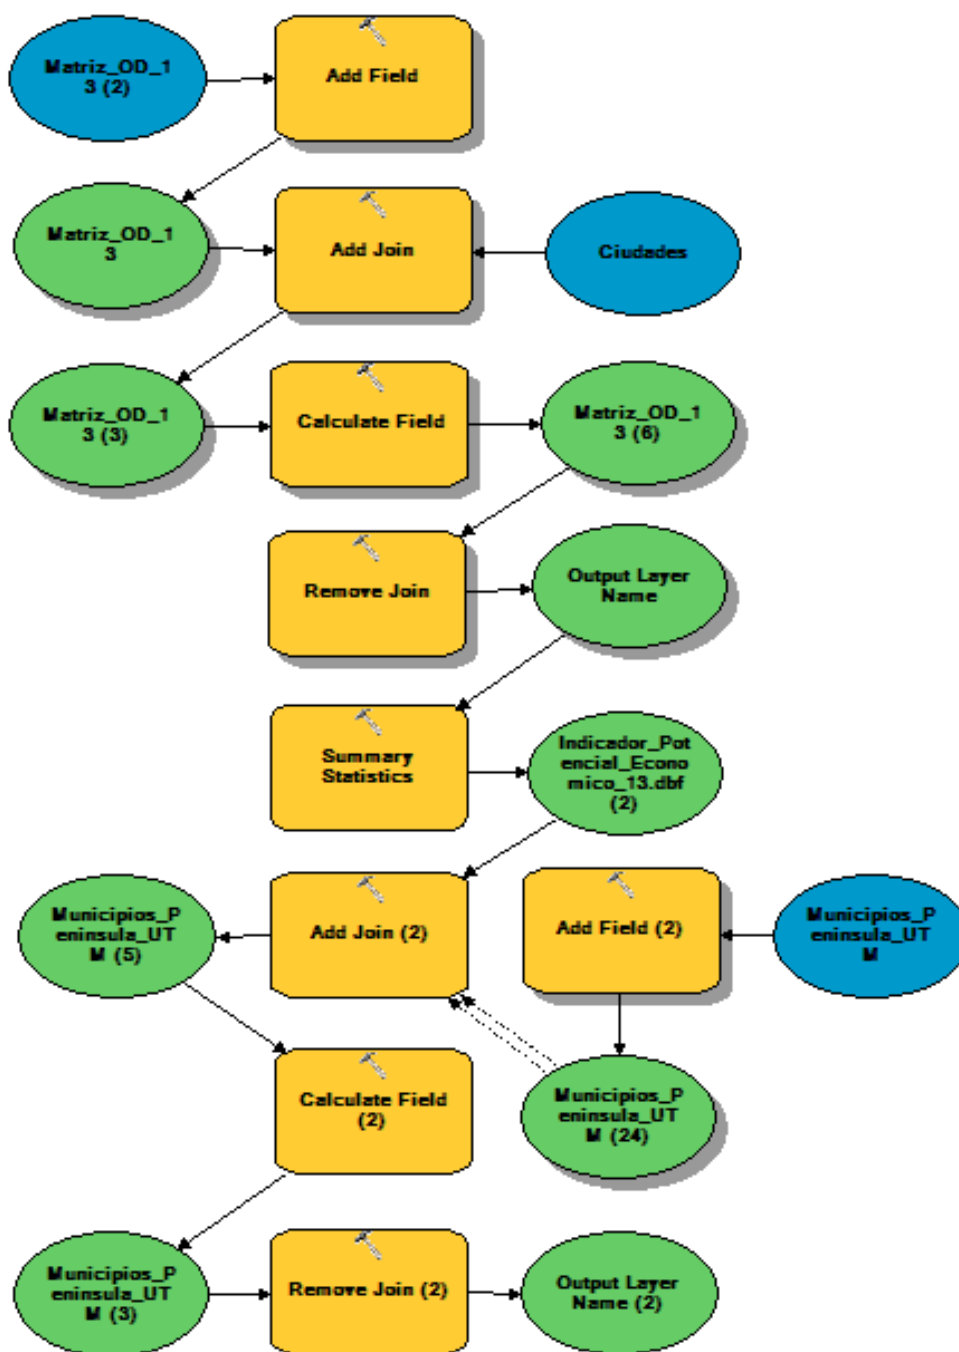 Matriz_OD_1
3 (2)
Add Field
Matriz_OD_1
3
Add Join
Ciudades
Matriz_OD_1
3 (3)
Calculate Field
Matriz_OD_1
3 (6)
Remove Join
Output Layer
Name
Summary
Statistics
Indicador_Pot
encial_Econo
mico_13.dbf
(2)
Municipios_P
eninsula_UT
M (5)
Add Join (2)
Add Field (2)
Municipios_P
eninsula_UT
M
Calculate Field
(2)
Municipios_P
eninsula_UT
M (24)
Municipios_P
eninsula_UT
M (3)
Remove Join (2)
Output Layer
Name (2)